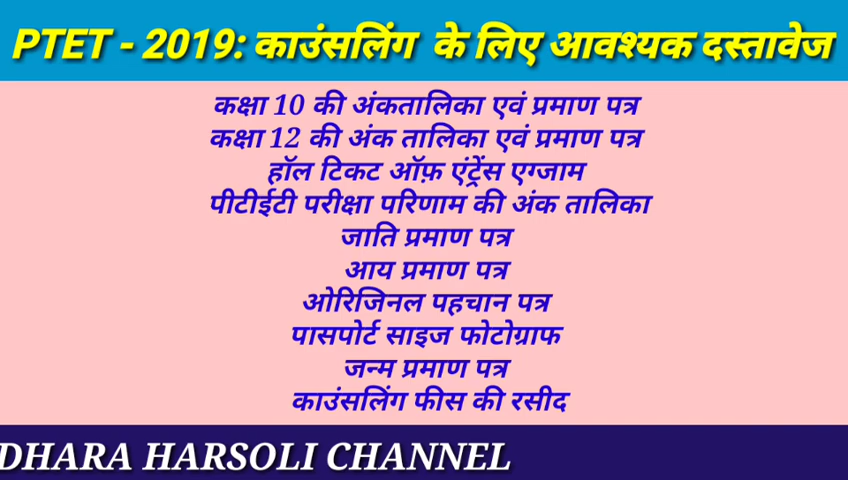 PTET - 2019: काउंसलिंग के लिए आवश्यक दस्तावेज
कक्षा 10 की अंकतालिका एवं प्रमाण पत्र
कक्षा 12 की अंक तालिका एवं प्रमाण पत्र
हॉल टिकट ऑफ़ एंट्रेंस एग्जाम
पीटीईटी परीक्षा परिणाम की अंक तालिका
जाति प्रमाण पत्र
आय प्रमाण पत्र
ओरिजिनल पहचान पत्र
पासपोर्ट साइज फोटोग्राफ
जन्म प्रमाण पत्र
काउंसलिंग फीस की रसीद
DHARA HARSOLI CHANNEL